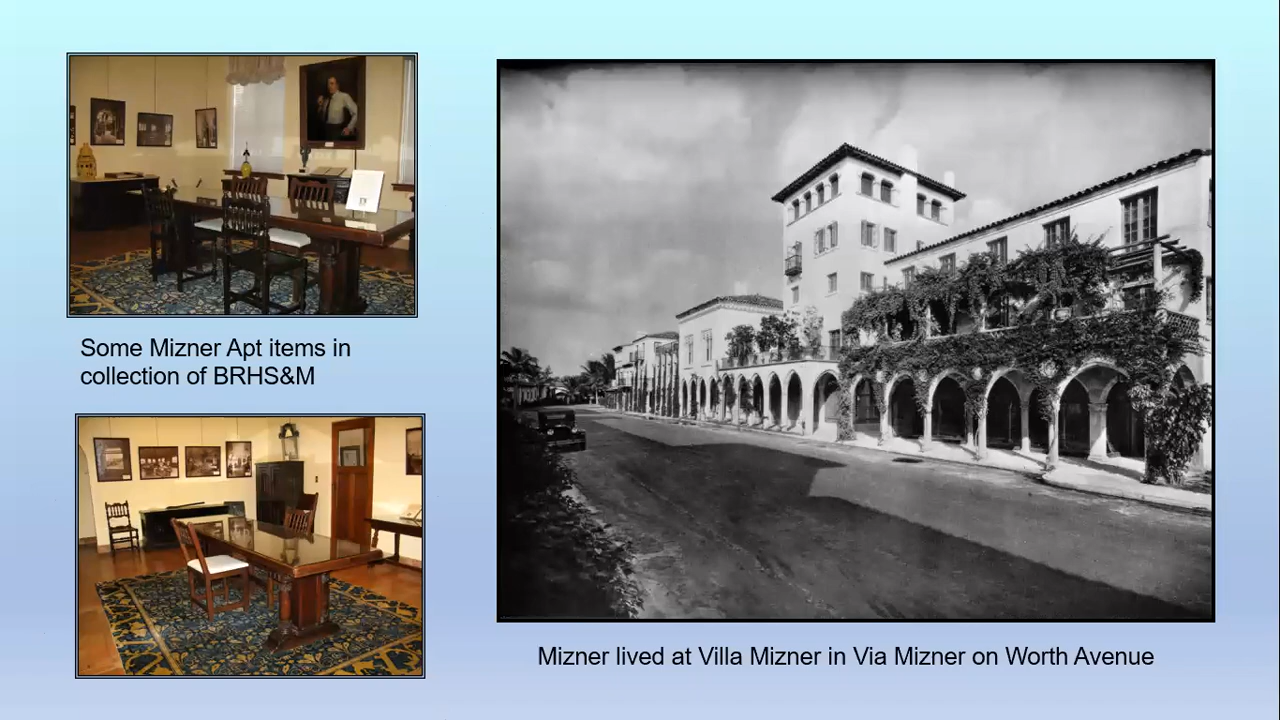 Some Mizner Apt items in
collection of BRHS&M
Mizner lived at Villa Mizner in Via Mizner on Worth Avenue